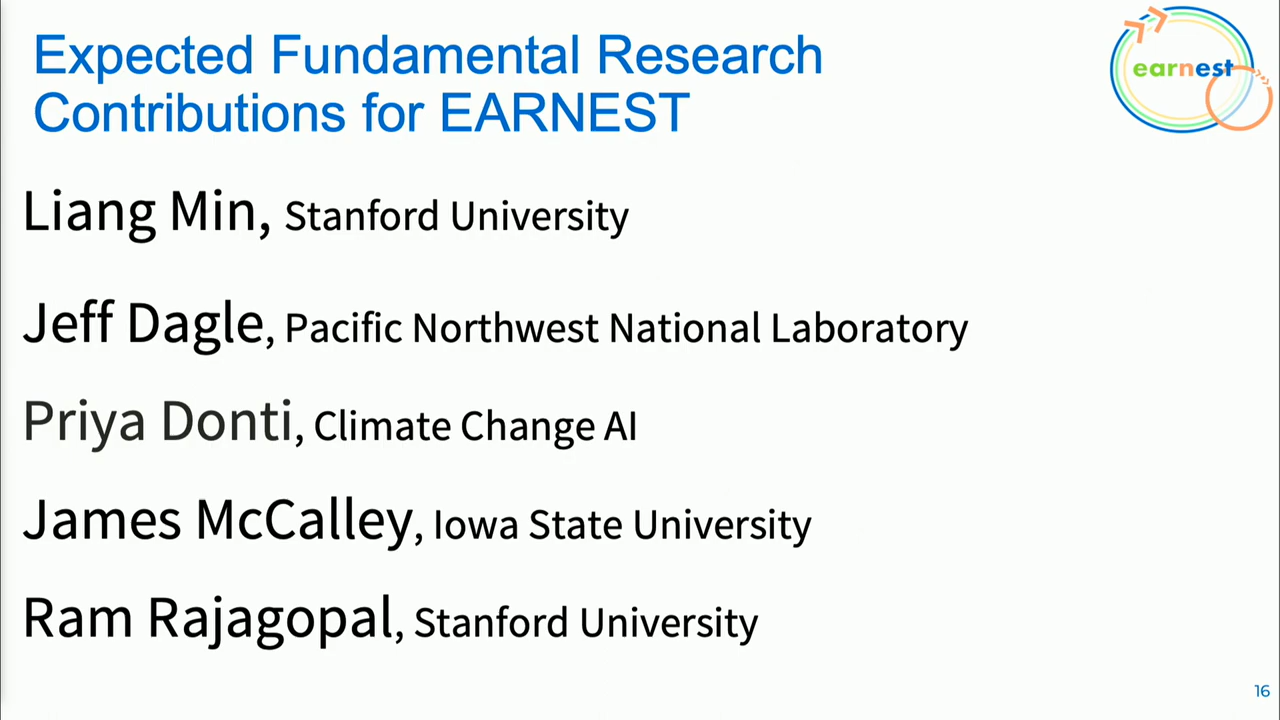 Expected Fundamental Research
Contributions for EARNEST
earnest
Liang Min, Stanford University
Jeff Dagle, Pacific Northwest National Laboratory
Priya Donti, Climate Change AI
James McCalley, Iowa State University
Ram Rajagopal, Stanford University
16